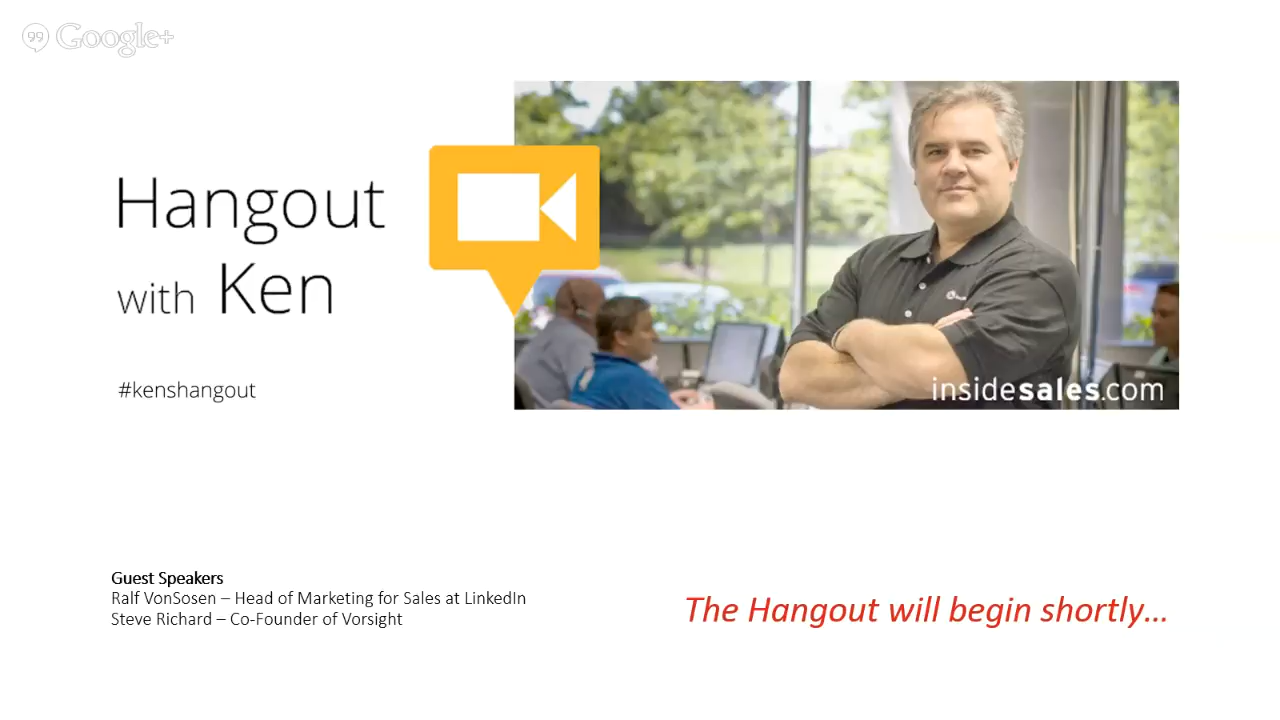 Google+
Hangout
with Ken
#kenshangout
insidesales.com
Guest Speakers
Ralf VonSosen – Head of Marketing for Sales at LinkedIn
Steve Richard – Co-Founder of Vorsight
The Hangout will begin shortly...